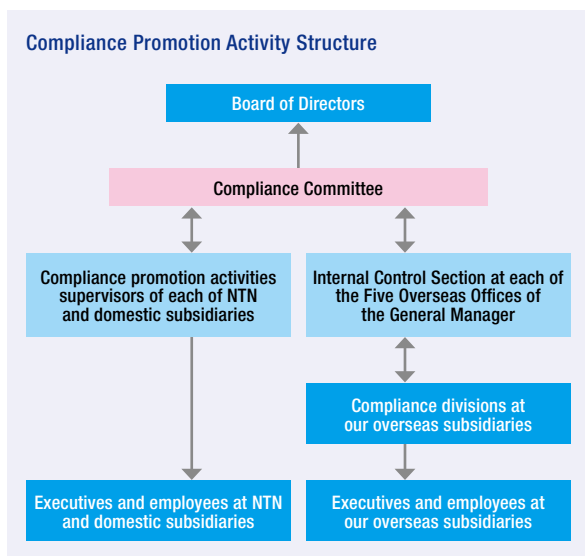 Compliance Promotion Activity Structure
Board of Directors
Compliance Committee
Compliance promotion activities
supervisors of each of NTN
and domestic subsidiaries
Internal Control Section at each of
the Five Overseas Offices of
the General Manager
Compliance divisions at
our overseas subsidiaries
Executives and employees at NTN
and domestic subsidiaries
Executives and employees at
our overseas subsidiaries